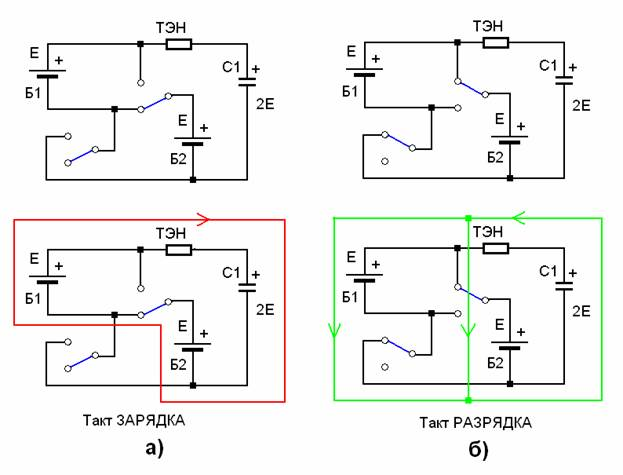 ТЭН
E
+
Б1
C1
+
2E
E
+
Б2
ТЭН
E
+
Б1
C1
+
2E
E
+
Б2
ТЭН
E
+
Б1
C1
+
2E
E
+
Б2
ТЭН
E
+
Б1
C1
+
2E
E
+
Б2
Такт ЗАРЯДКА
Такт РАЗРЯДКА
а)
б)